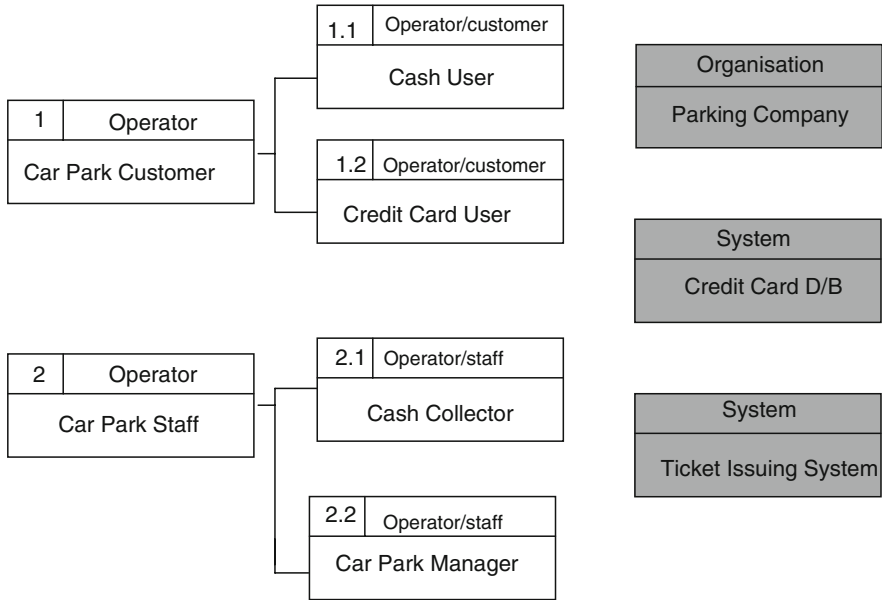 1.1 Operator/customer
Cash User
1 Operator
Car Park Customer
1.2 Operator/customer
Credit Card User
2 Operator
Car Park Staff
2.1 Operator/staff
Cash Collector
2.2 Operator/staff
Car Park Manager
Organisation
Parking Company
System
Credit Card D/B
System
Ticket Issuing System